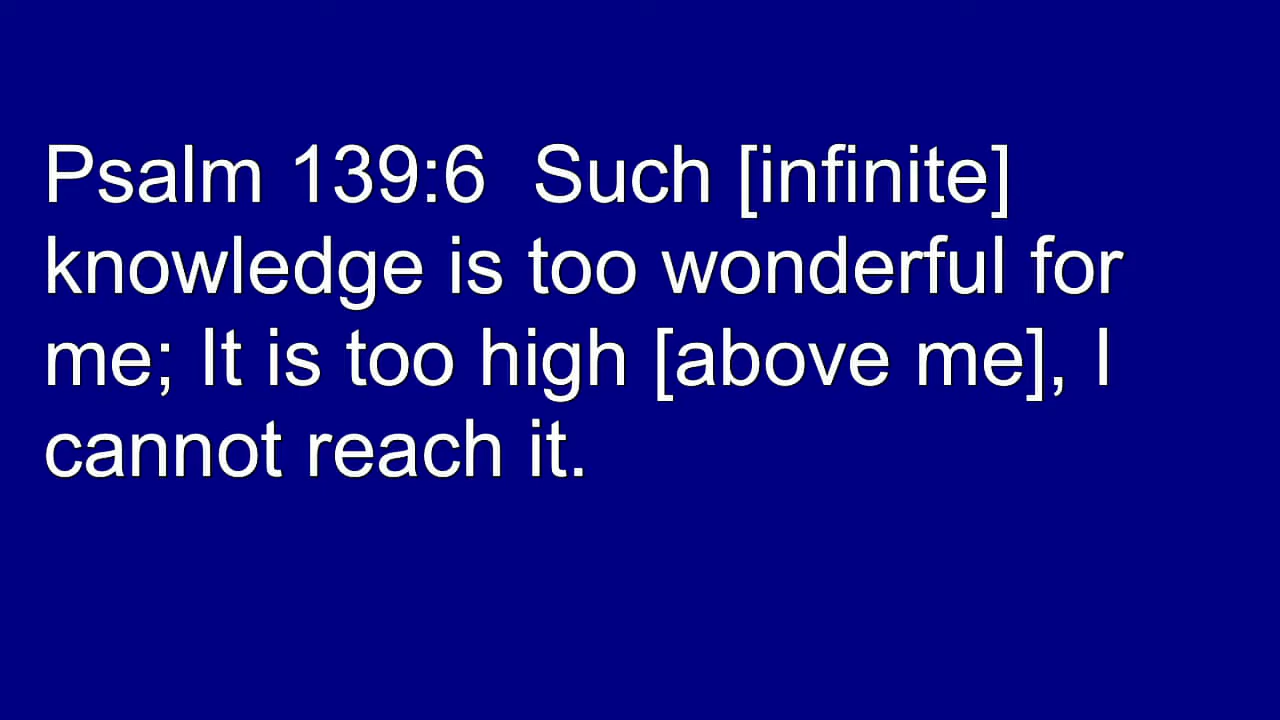 Psalm 139:6  Such [infinite]
knowledge is too wonderful for
me; It is too high [above me], I
cannot reach it.